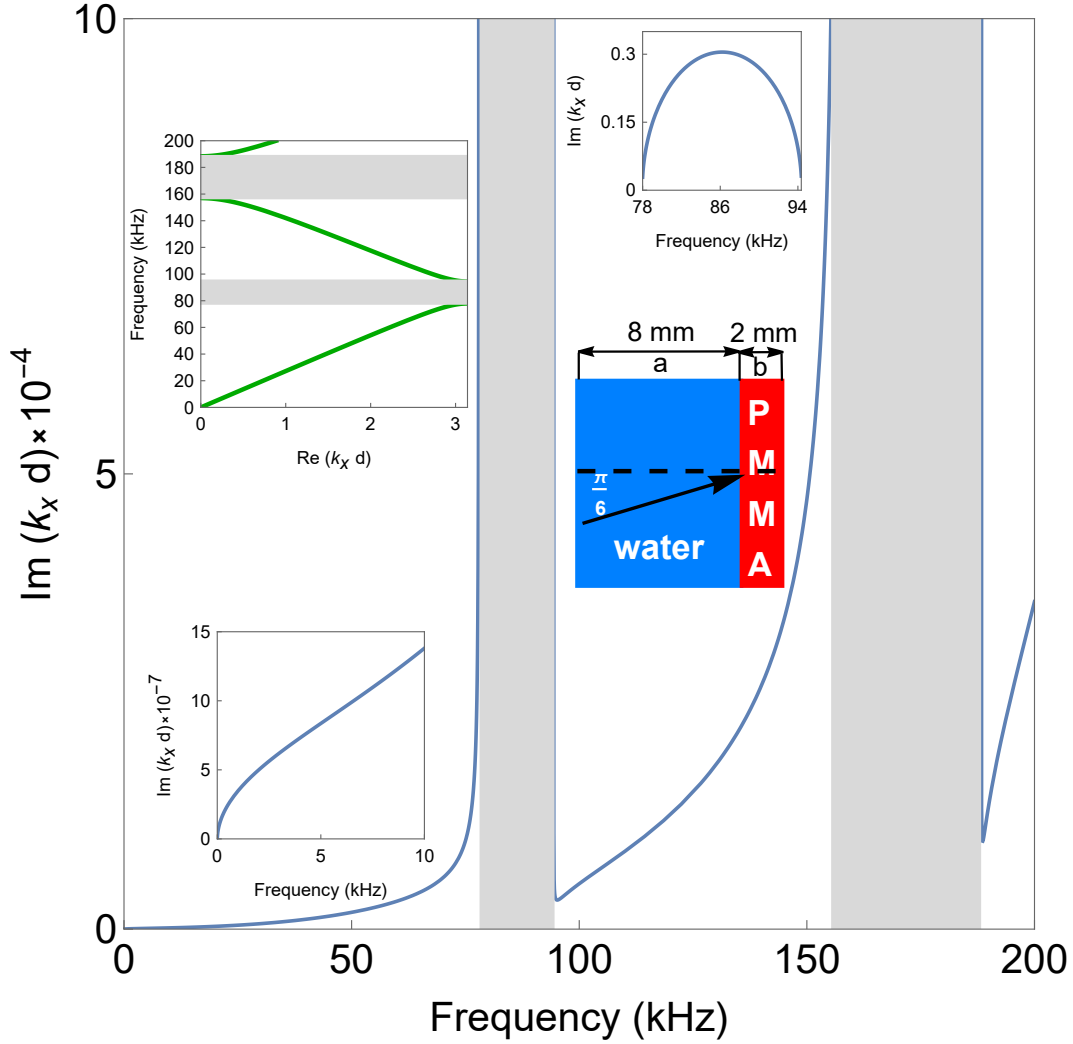 10
5
0
Im (kₓ d)×10⁻⁴
0
50
100
150
200
Frequency (kHz)
200
180
160
140
120
100
80
60
40
20
0
Frequency (kHz)
0
1
2
3
Re (kₓ d)
0.3
0.15
0
Im (kₓ d)
78
86
94
Frequency (kHz)
8 mm
2 mm
a
b
π
6
water
P
M
M
A
15
10
5
0
Im (kₓ d)×10⁻⁷
0
5
10
Frequency (kHz)